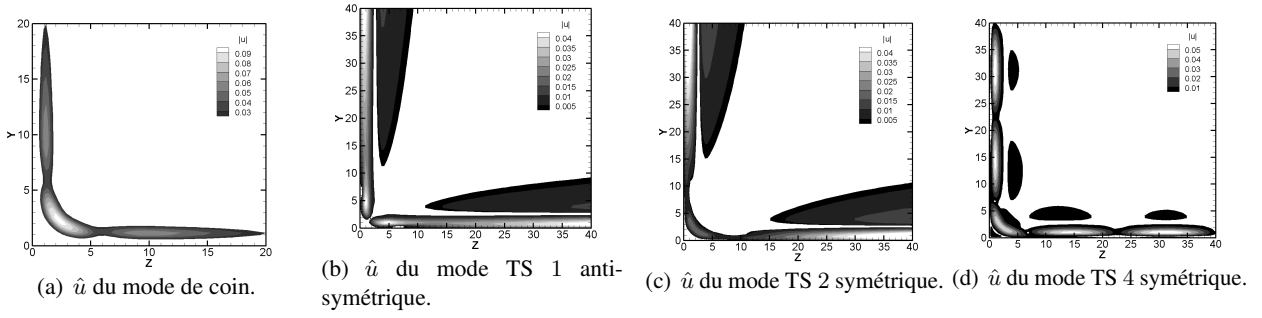 20
15
10
5
0
0 5 10 15 20
Y
Z
|u|
0.09
0.08
0.07
0.06
0.05
0.04
0.03
(a) û du mode de coin.
40
35
30
25
20
15
10
5
0
0 5 10 15 20 25 30 35 40
Y
Z
|u|
0.04
0.035
0.03
0.025
0.02
0.015
0.01
0.005
(b) û du mode TS 1 anti-
symétrique.
40
35
30
25
20
15
10
5
0
0 5 10 15 20 25 30 35 40
Y
Z
|u|
0.04
0.035
0.03
0.025
0.02
0.015
0.01
0.005
(c) û du mode TS 2 symétrique.
40
35
30
25
20
15
10
5
0
0 5 10 15 20 25 30 35 40
Y
Z
|u|
0.05
0.04
0.03
0.02
0.01
(d) û du mode TS 4 symétrique.